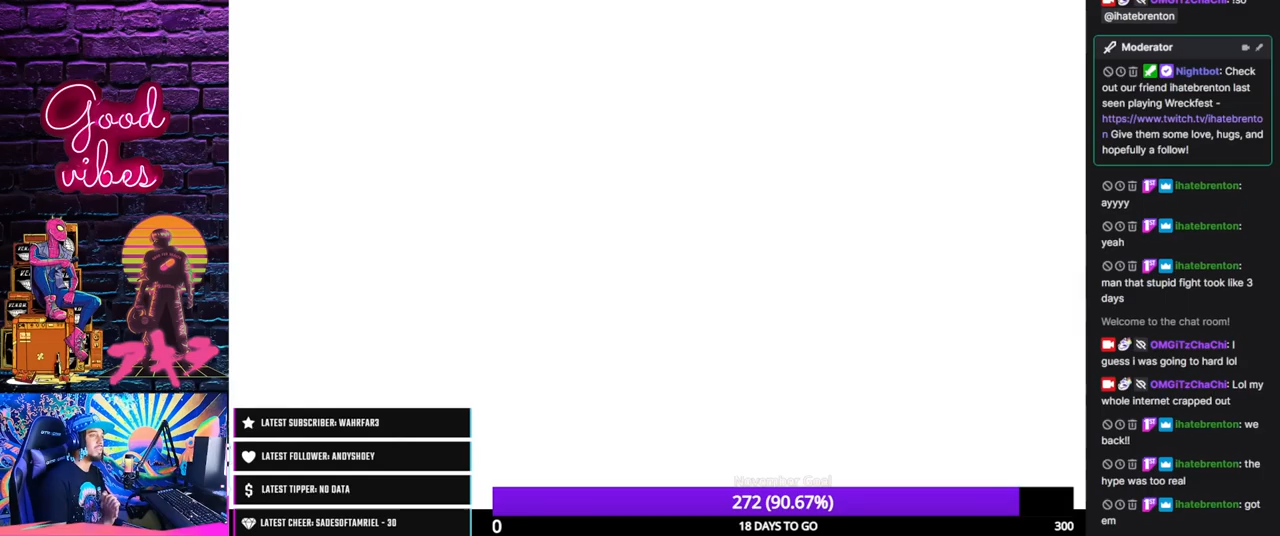 Good
vibes
LATEST SUBSCRIBER: WAHRFAR3
LATEST FOLLOWER: ANDYSHOEY
LATEST TIPPER: NO DATA
LATEST CHEER: SADESOFTAMRIEL - 30
November Goal
272 (90.67%)
0
18 DAYS TO GO
300
OMGiTzChaChi: !so
@ihatebrenton
Moderator
Nightbot: Check
out our friend ihatebrenton last
seen playing Wreckfest -
https://www.twitch.tv/ihatebrento
n Give them some love, hugs, and
hopefully a follow!
ihatebrenton:
ayyyy
ihatebrenton:
yeah
ihatebrenton:
man that stupid fight took like 3
days
Welcome to the chat room!
OMGiTzChaChi: I
guess i was going to hard lol
OMGiTzChaChi: Lol my
whole internet crapped out
ihatebrenton: we
back!!
ihatebrenton: the
hype was too real
ihatebrenton: got
em